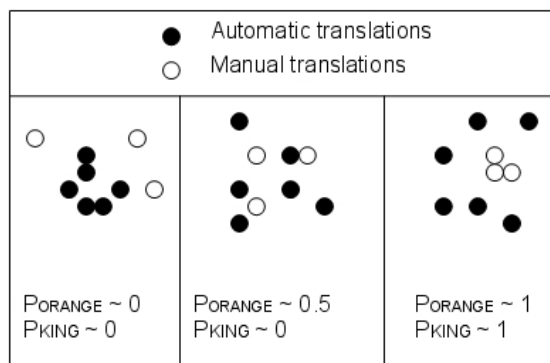 Automatic translations
Manual translations
PORANGE ~ 0
PKING ~ 0
PORANGE ~ 0.5
PKING ~ 0
PORANGE ~ 1
PKING ~ 1